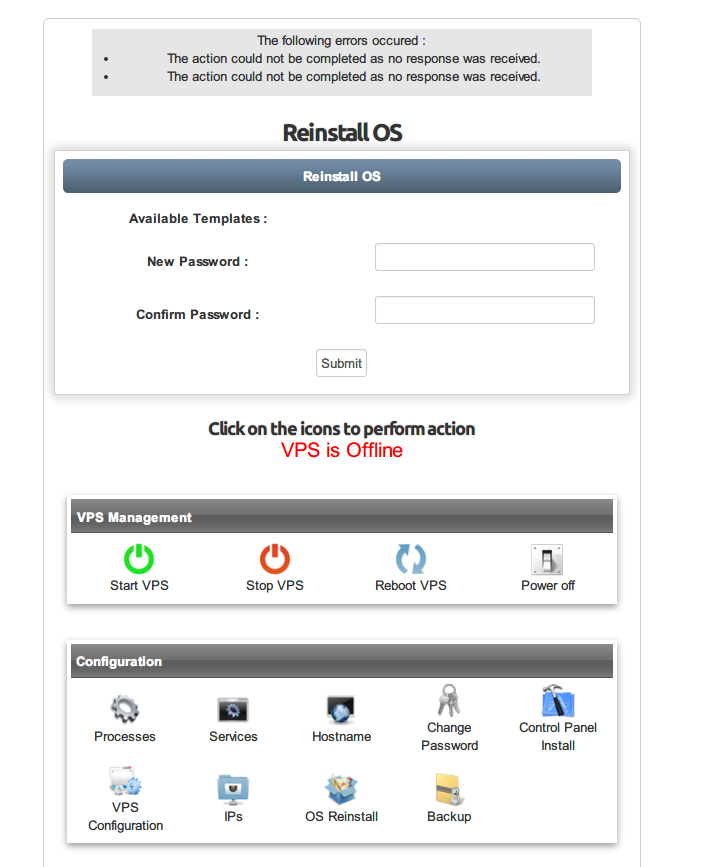 The following errors occured :
• The action could not be completed as no response was received.
• The action could not be completed as no response was received.
Reinstall OS
Reinstall OS
Available Templates :
New Password :
Confirm Password :
Submit
Click on the icons to perform action
VPS is Offline
VPS Management
Start VPS
Stop VPS
Reboot VPS
Power off
Configuration
Processes
Services
Hostname
Change
Password
Control Panel
Install
VPS
Configuration
IPs
OS Reinstall
Backup